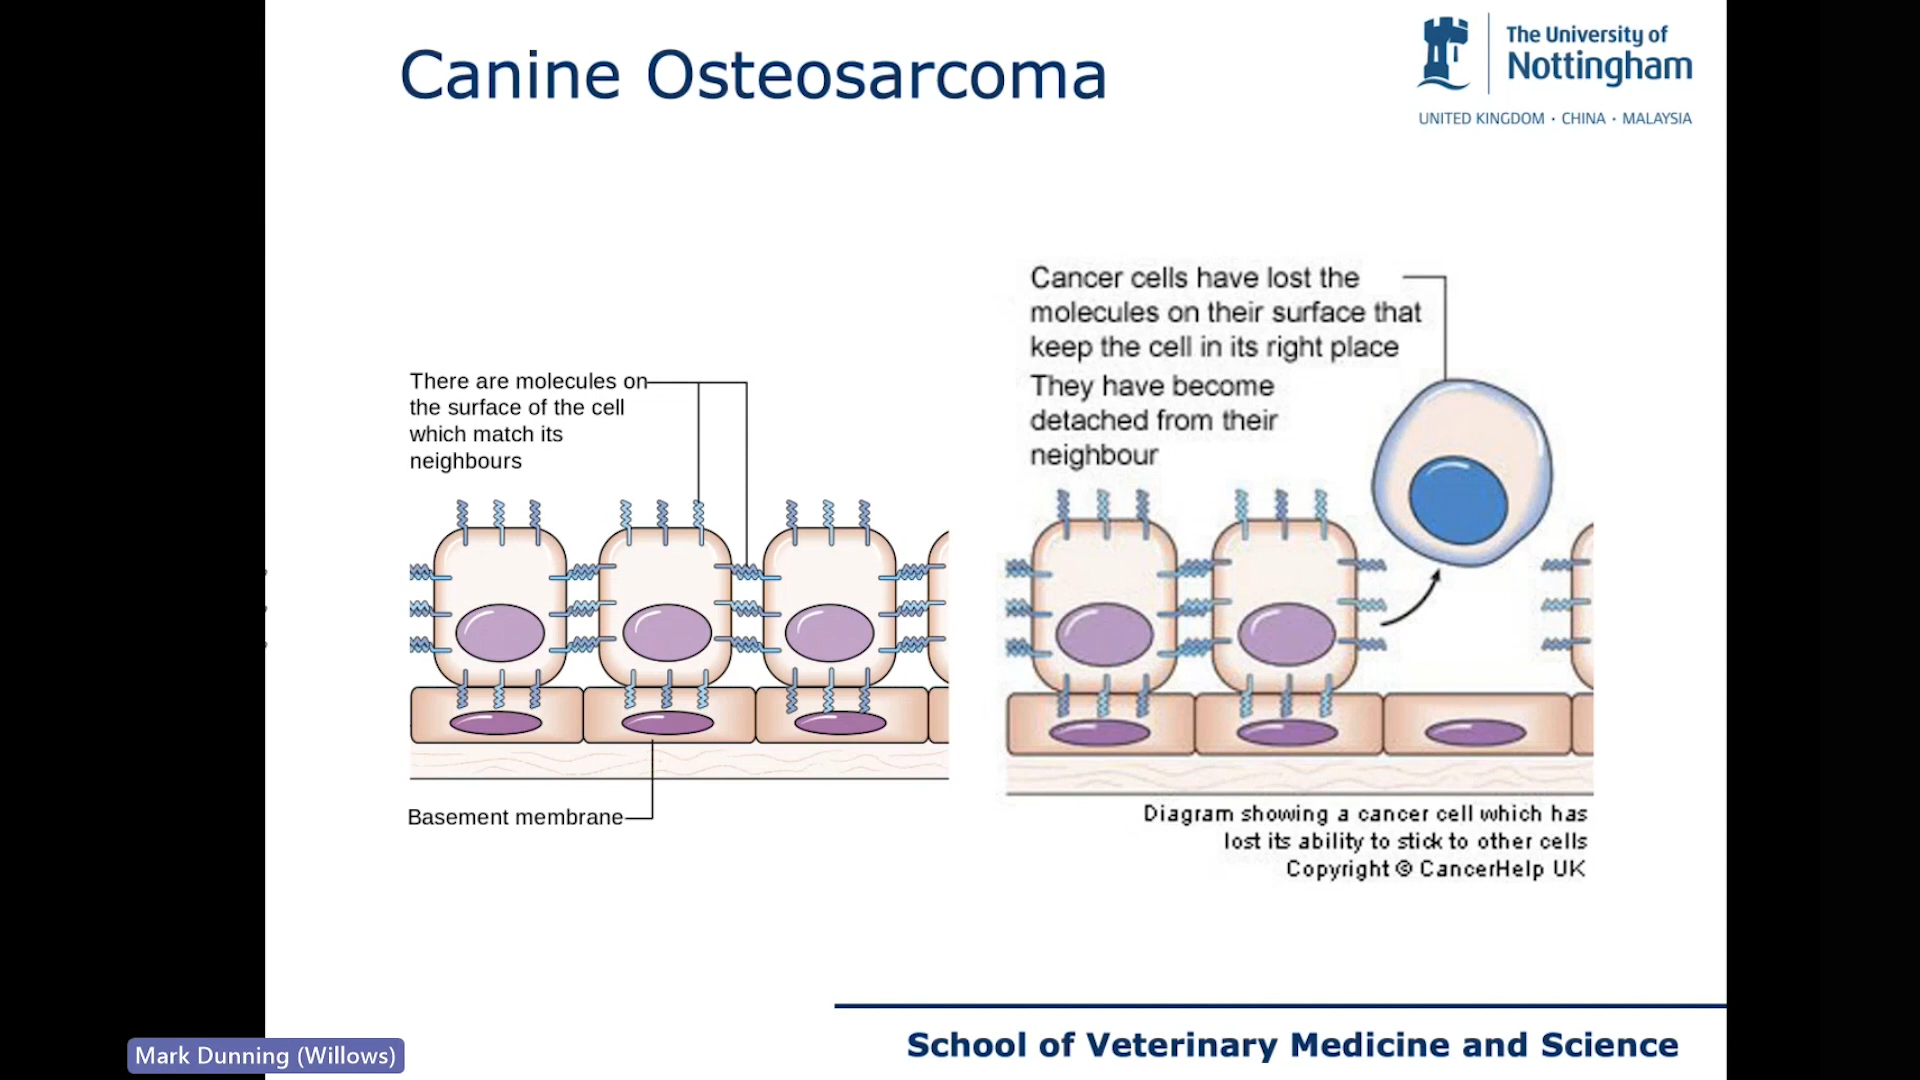 Canine Osteosarcoma
The University of
Nottingham
UNITED KINGDOM · CHINA · MALAYSIA
There are molecules on
the surface of the cell
which match its
neighbours
Basement membrane
Cancer cells have lost the
molecules on their surface that
keep the cell in its right place
They have become
detached from their
neighbour
Diagram showing a cancer cell which has
lost its ability to stick to other cells
Copyright © CancerHelp UK
School of Veterinary Medicine and Science
Mark Dunning (Willows)